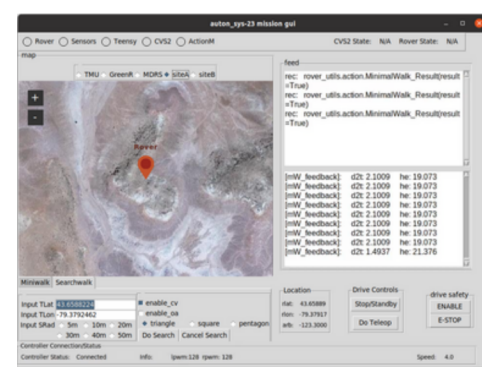 auton_sys-23 mission gui
Rover Sensors Teensy CVS2 ActionM CVS2 State: N/A Rover State: N/A
map
TMU GreenR MDRS siteA siteB
+
-
Rover
feed
rec: rover_utils.action.MinimalWalk_Result(result
=True)
rec: rover_utils.action.MinimalWalk_Result(result
=True)
rec: rover_utils.action.MinimalWalk_Result(result
=True)
[mW_feedback]: d2t: 2.1009 he: 19.073
[mW_feedback]: d2t: 2.1009 he: 19.073
[mW_feedback]: d2t: 2.1009 he: 19.073
[mW_feedback]: d2t: 2.1009 he: 19.073
[mW_feedback]: d2t: 2.1009 he: 19.073
[mW_feedback]: d2t: 2.1009 he: 19.073
[mW_feedback]: d2t: 2.1009 he: 19.073
[mW_feedback]: d2t: 1.4937 he: 21.376
Miniwalk Searchwalk
Input TLat 43.6588224
Input TLon -79.3792462
Input SRad 5m 10m 20m
30m 40m 50m
enable_cv
enable_oa
triangle square pentagon
Do Search Cancel Search
Location
rlat: 43.65889
rlon: -79.37917
arb: -123.3000
Drive Controls
Stop/Standby
Do Teleop
drive safety
ENABLE
E-STOP
Controller Connection/Status
Controller Status: Connected Info: lpwm:128 rpwm: 128 Speed: 4.0